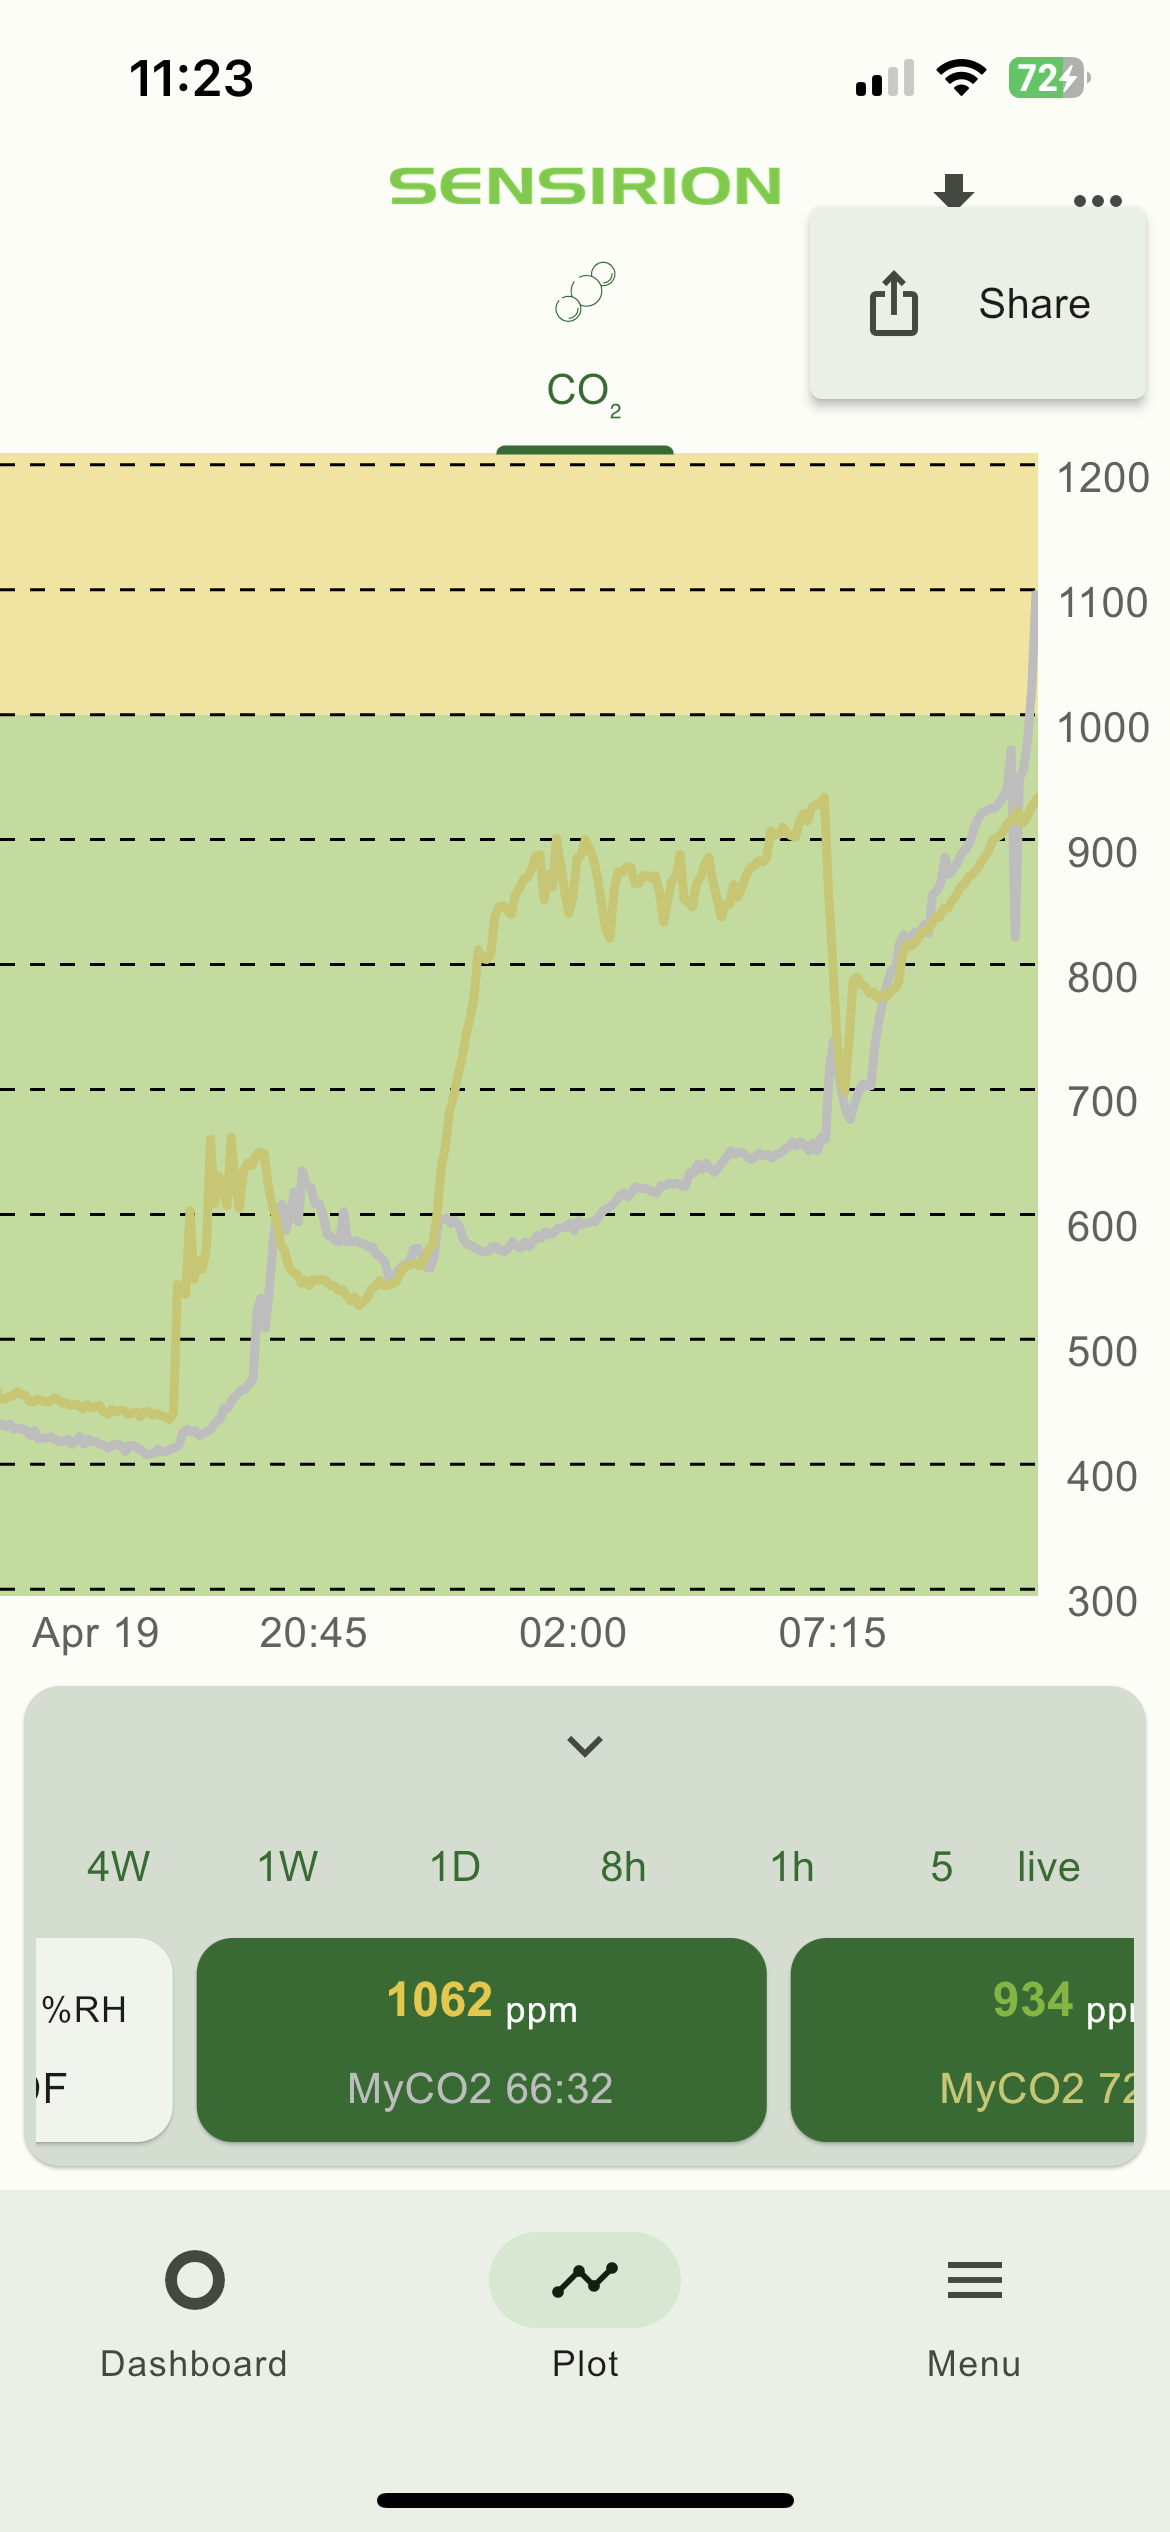 11:23
72
SENSIRION
Share
CO₂
1200
1100
1000
900
800
700
600
500
400
300
Apr 19 20:45 02:00 07:15
4W 1W 1D 8h 1h 5 live
%RH
F
1062 ppm
MyCO2 66:32
934 ppm
MyCO2 72
Dashboard Plot Menu